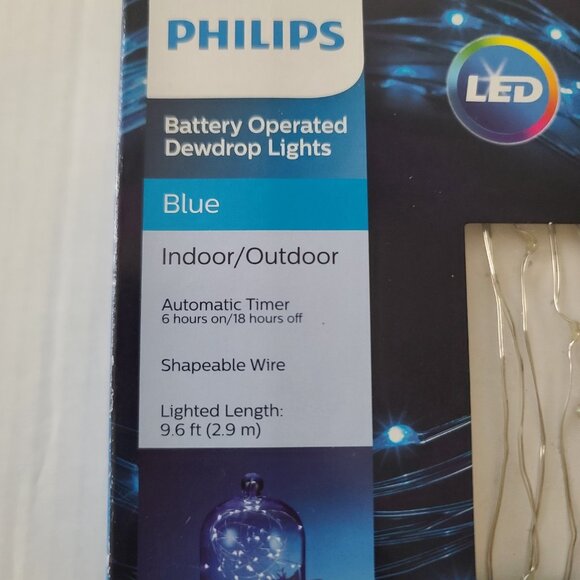 PHILIPS
LED
Battery Operated
Dewdrop Lights
Blue
Indoor/Outdoor
Automatic Timer
6 hours on/18 hours off
Shapeable Wire
Lighted Length:
9.6 ft (2.9 m)